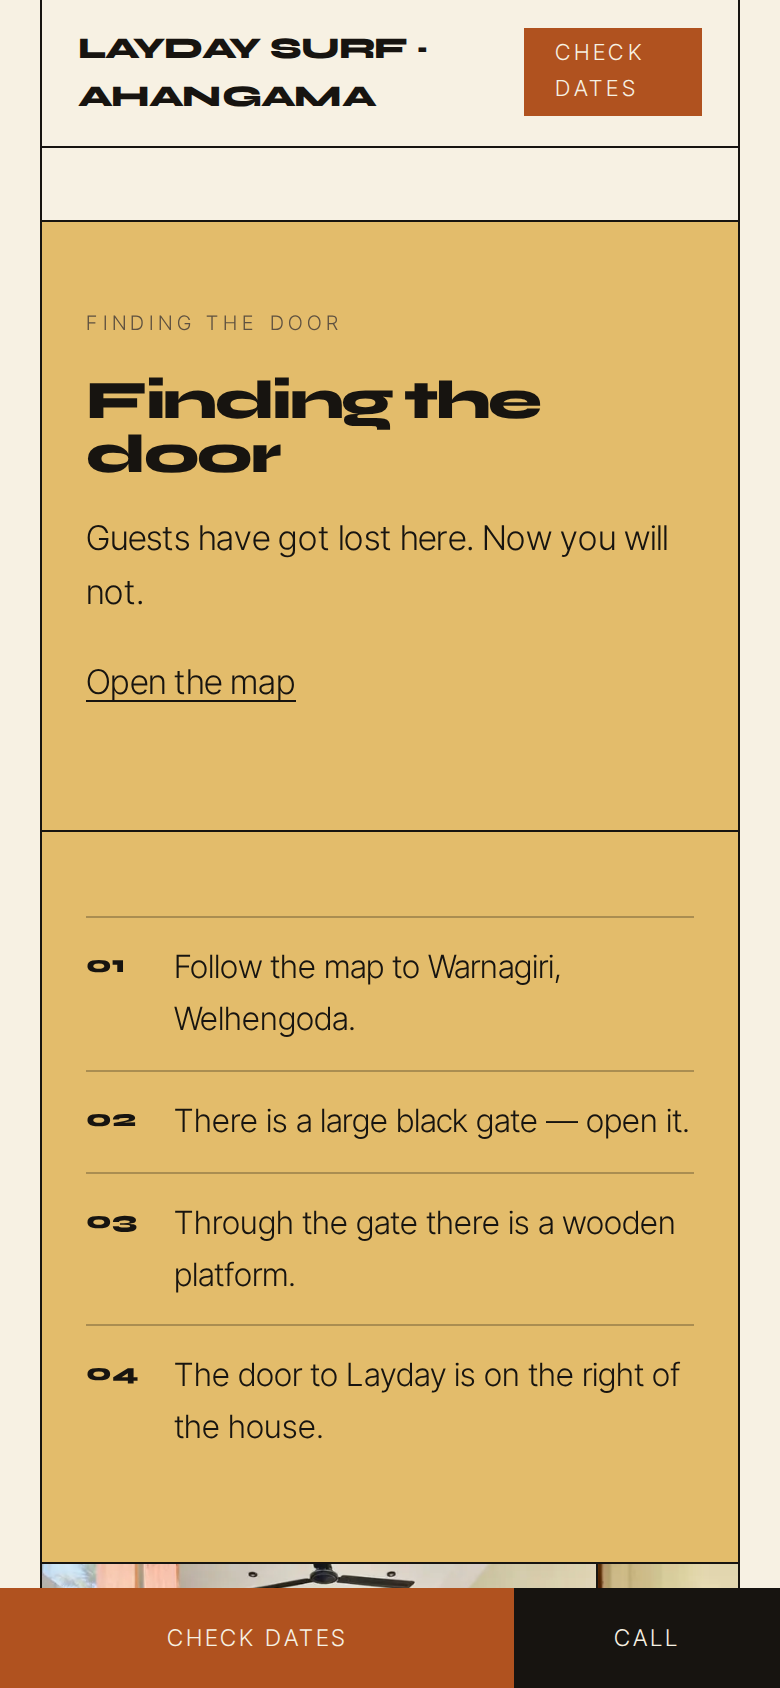 LAYDAY SURF -
AHANGAMA
CHECK
DATES
FINDING THE DOOR
Finding the
door
Guests have got lost here. Now you will
not.
Open the map
01 Follow the map to Warnagiri,
Welhengoda.
02 There is a large black gate — open it.
03 Through the gate there is a wooden
platform.
04 The door to Layday is on the right of
the house.
CHECK DATES
CALL